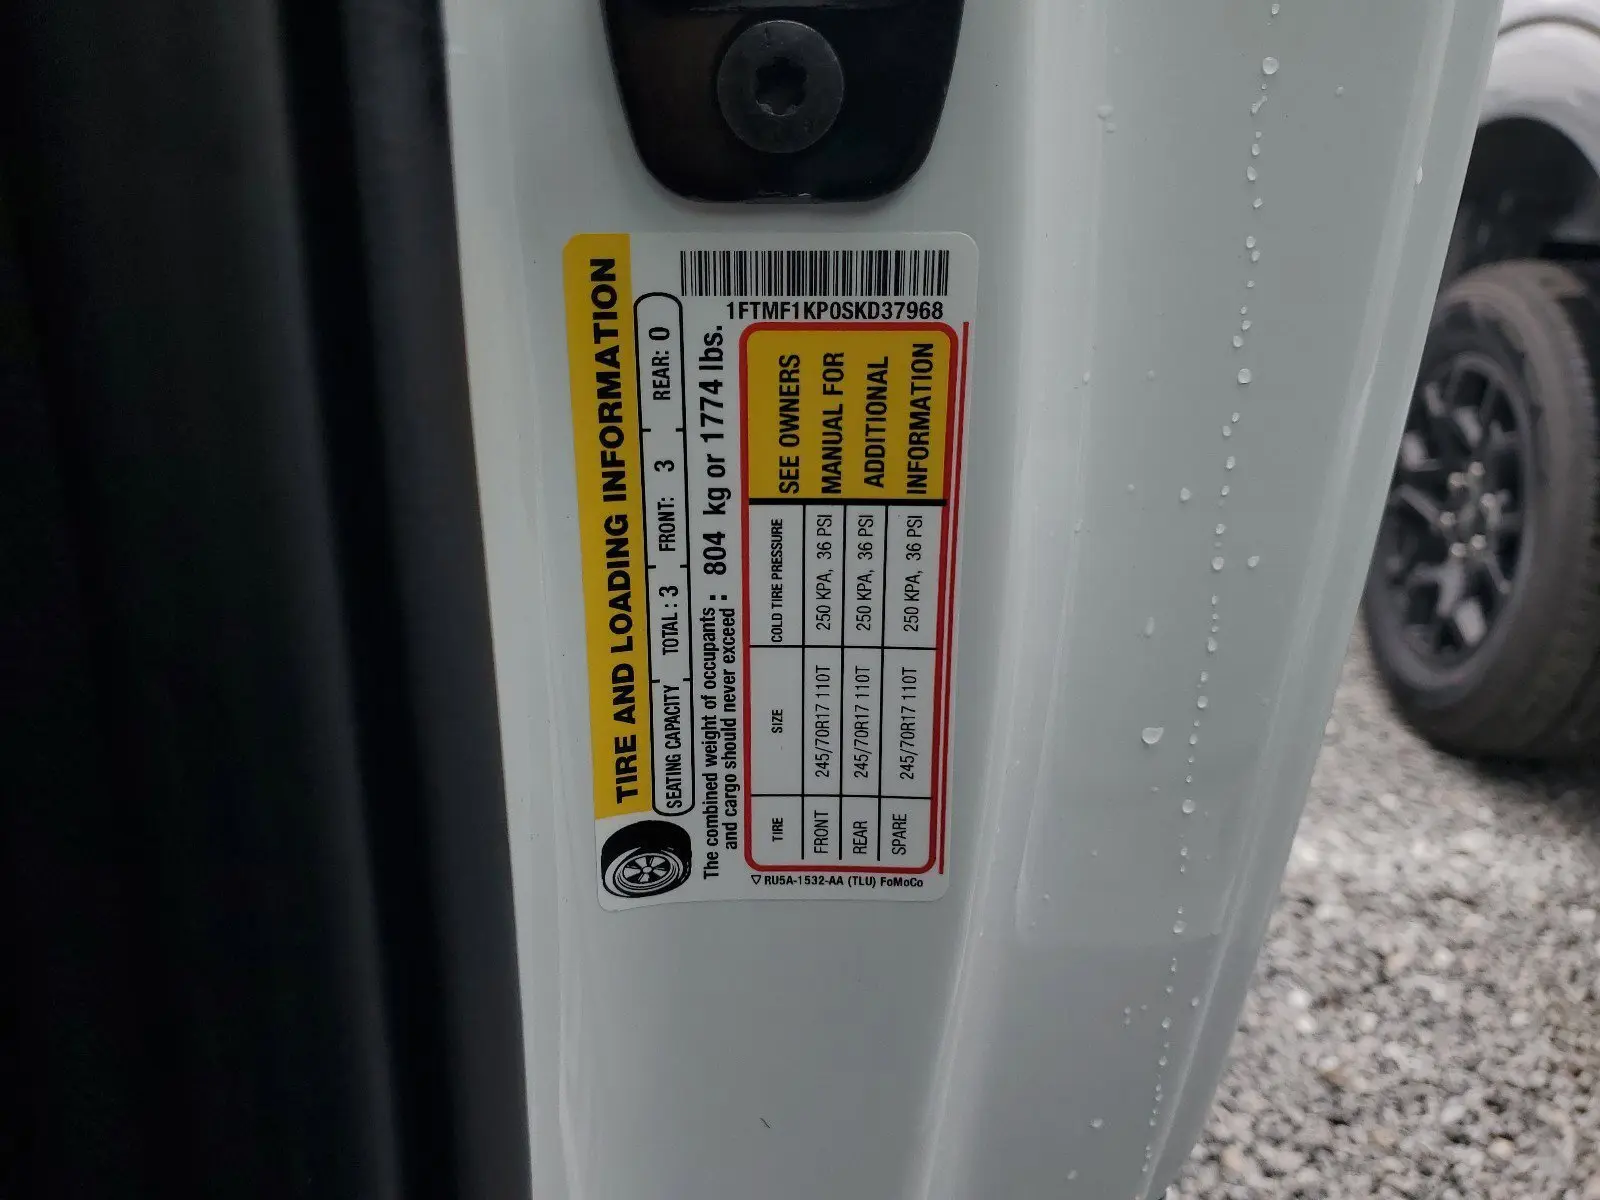 1FTMF1KP0SKD37968
TIRE AND LOADING INFORMATION
SEATING CAPACITY TOTAL: 3 FRONT: 3 REAR: 0
The combined weight of occupants
and cargo should never exceed : 804 kg or 1774 lbs.
TIRE SIZE COLD TIRE PRESSURE
FRONT 245/70R17 110T 250 KPA, 36 PSI
REAR 245/70R17 110T 250 KPA, 36 PSI
SPARE 245/70R17 110T 250 KPA, 36 PSI
SEE OWNERS
MANUAL FOR
ADDITIONAL
INFORMATION
RU5A-1532-AA (TLU) FoMoCo